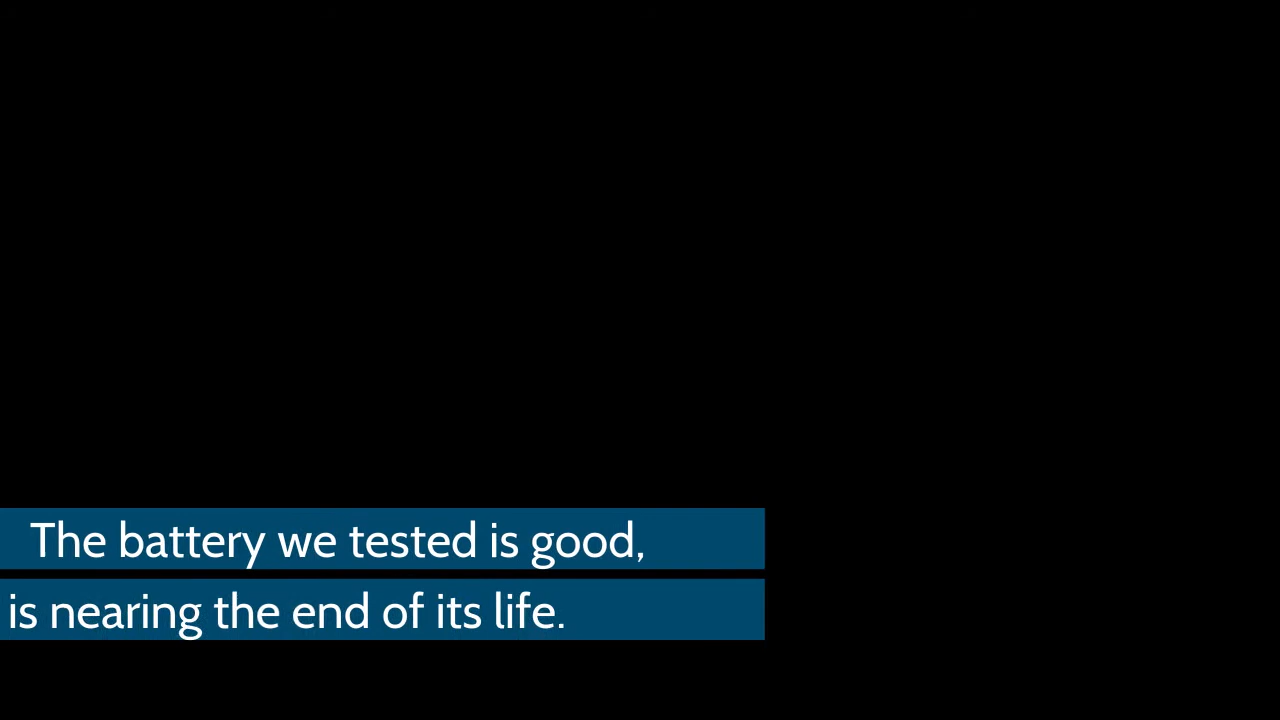 The battery we tested is good,
is nearing the end of its life.